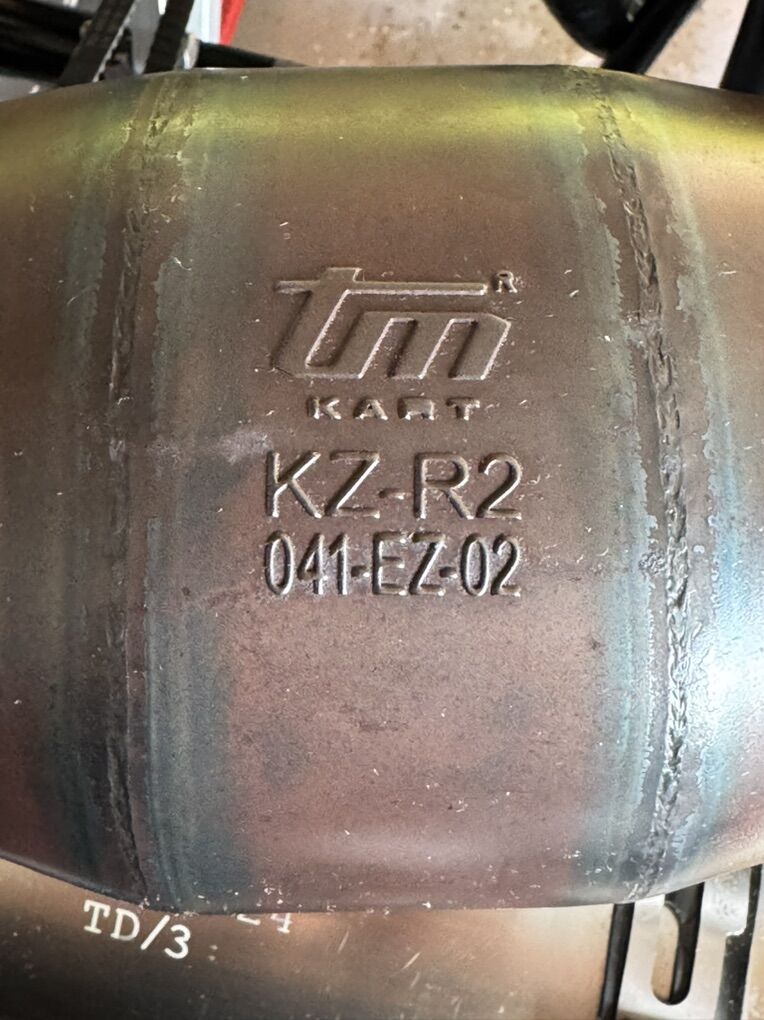 tm ®
KART
KZ-R2
041-EZ-02
TD/3